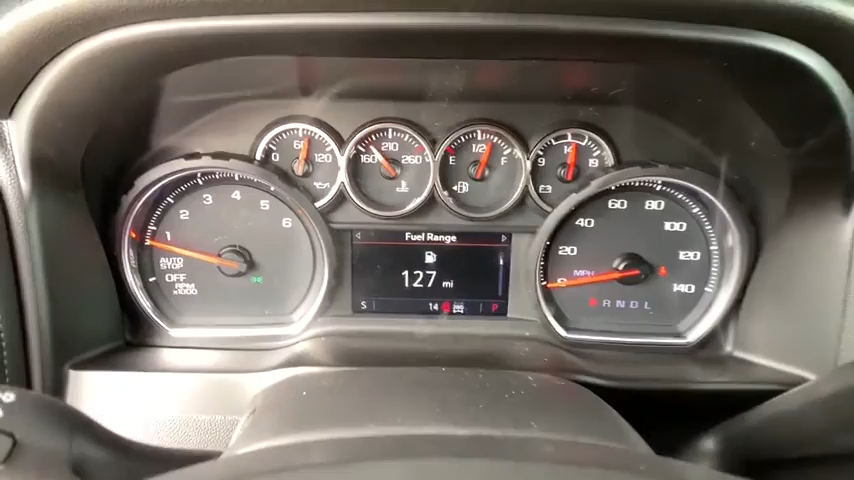 0 60 120
160 210 260
E 1/2 F
9 14 19
1 2 3 4 5 6
AUTO
STOP
OFF
RPM
x1000
Fuel Range
127 mi
S 14 P
20 40 60 80 100 120 140
MPH
R N D L